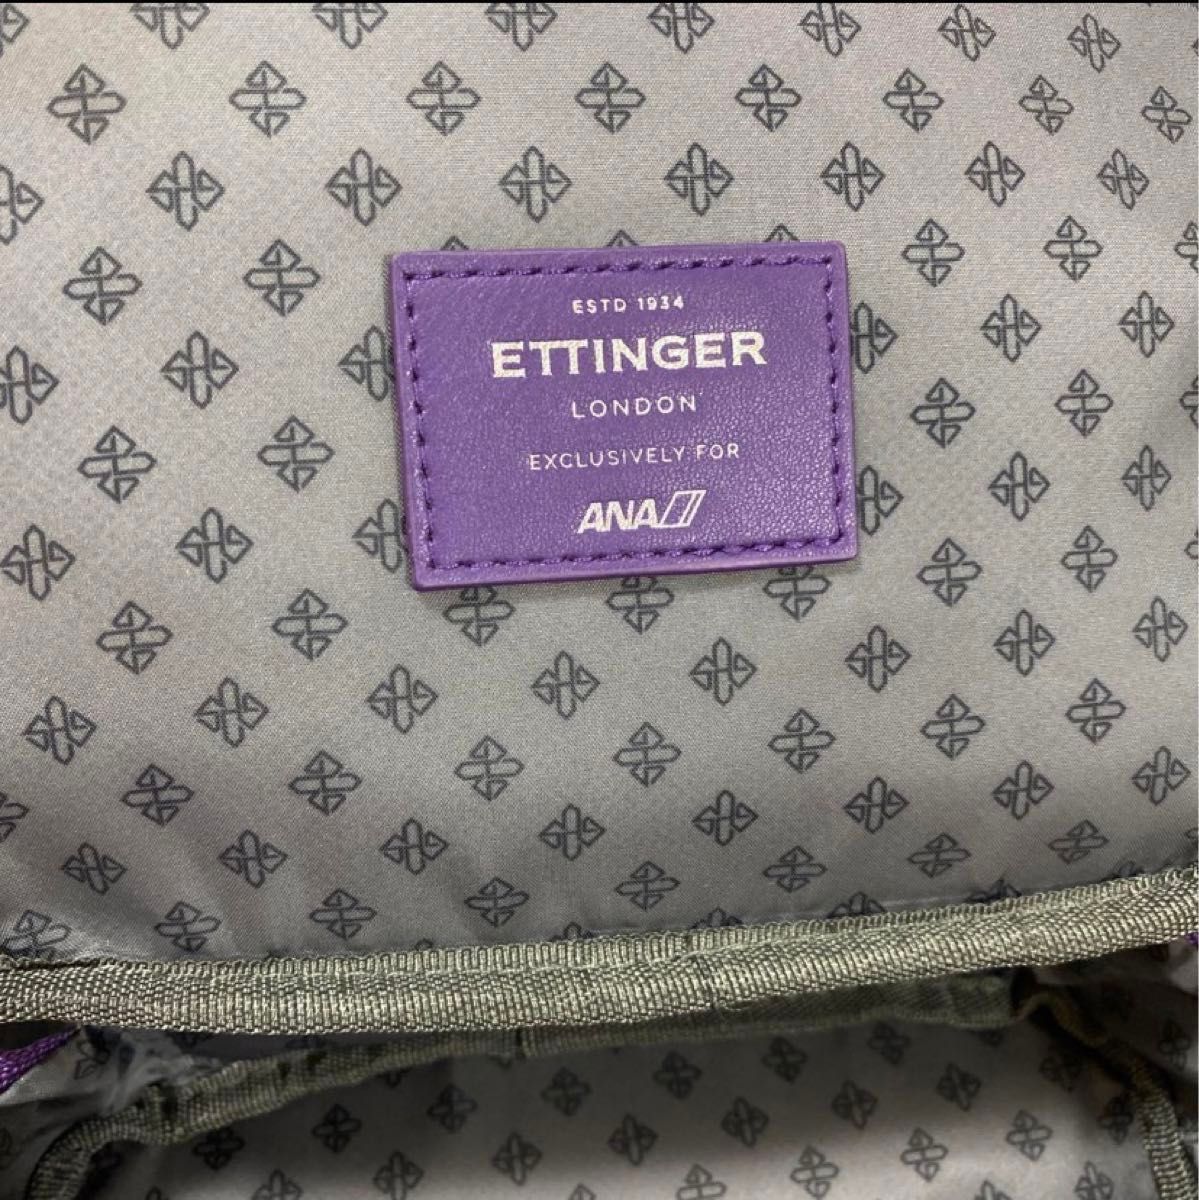 ESTD 1934
ETTINGER
LONDON
EXCLUSIVELY FOR
ANA